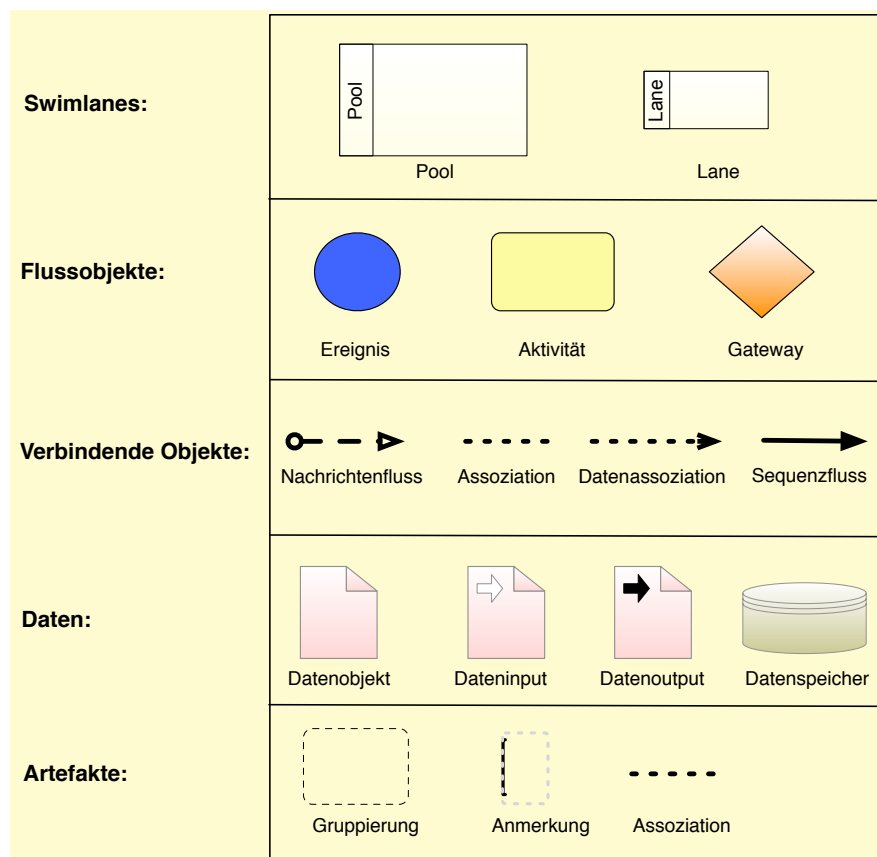 Swimlanes:
Pool
Lane
Pool
Lane
Flussobjekte:
Ereignis
Aktivität
Gateway
Verbindende Objekte:
Nachrichtenfluss
Assoziation
Datenassoziation
Sequenzfluss
Daten:
Datenobjekt
Dateninput
Datenoutput
Datenspeicher
Artefakte:
Gruppierung
Anmerkung
Assoziation